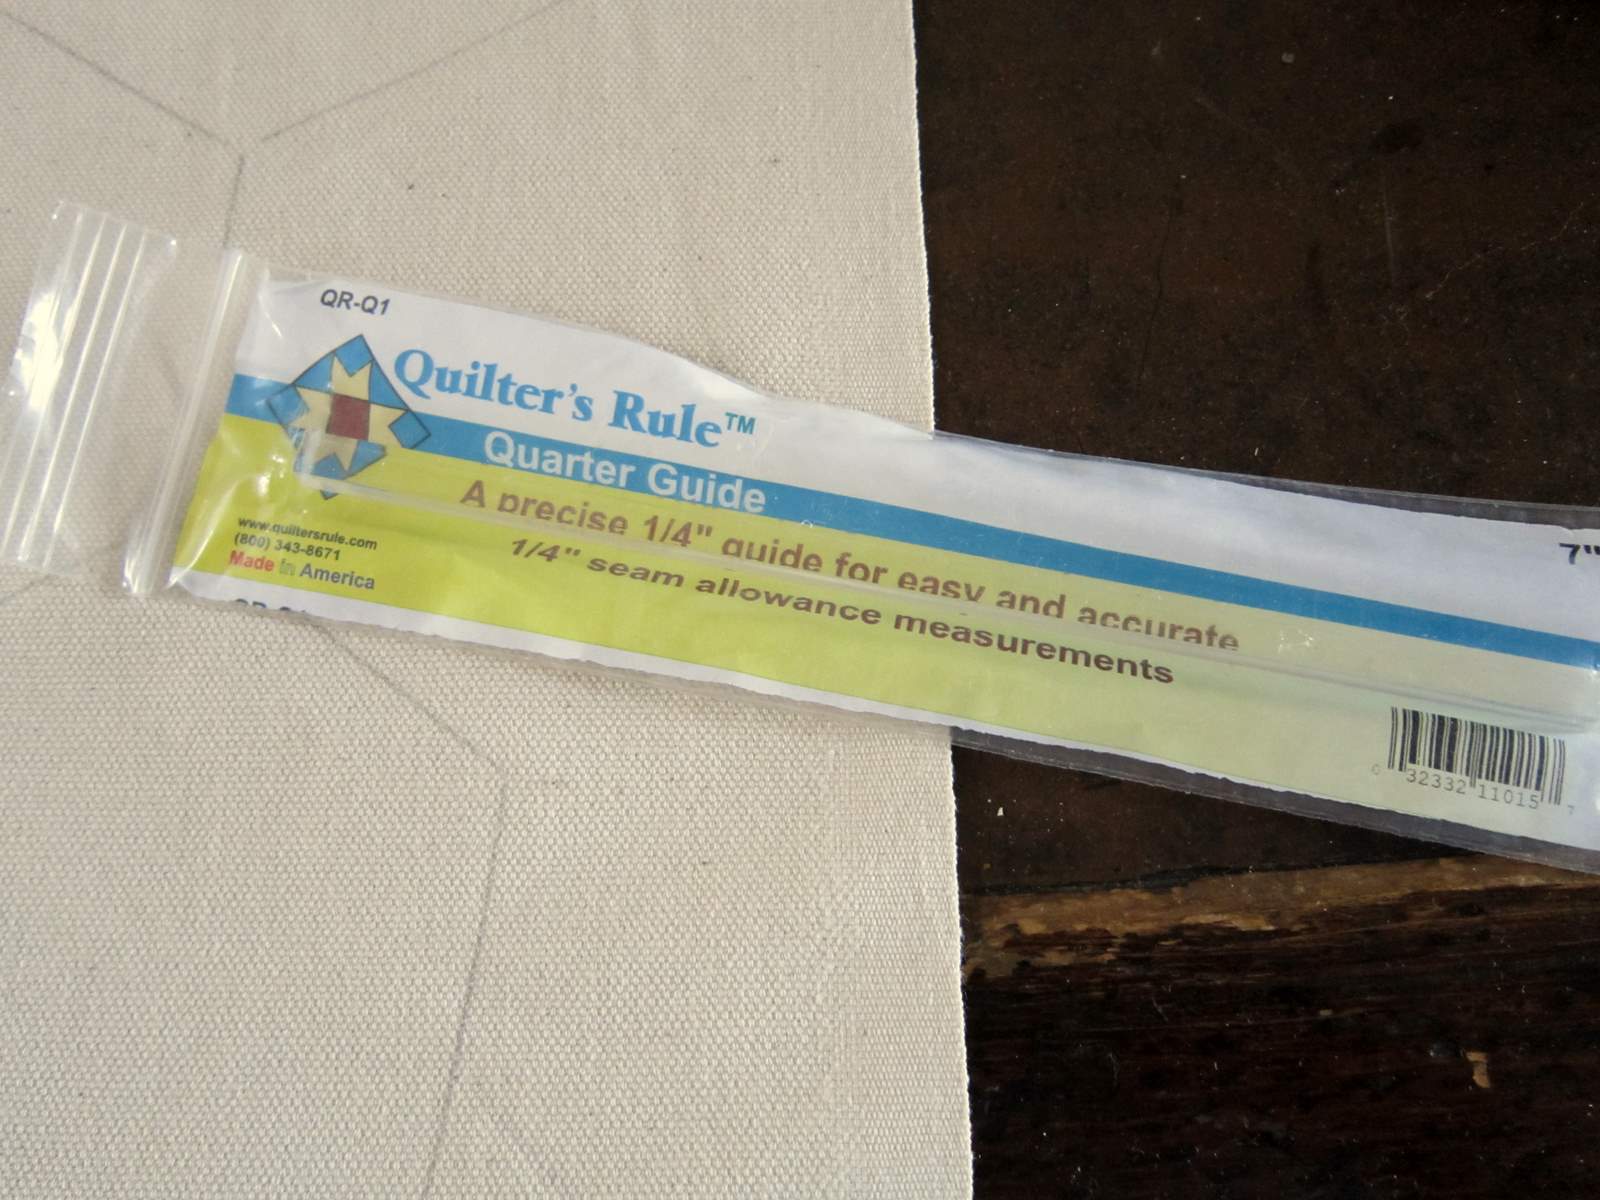 QR-Q1
Quilter's Rule™
Quarter Guide
A precise 1/4" guide for easy and accurate
1/4" seam allowance measurements
www.quiltersrule.com
(800) 343-8671
Made in America
7"
32332 11015 7